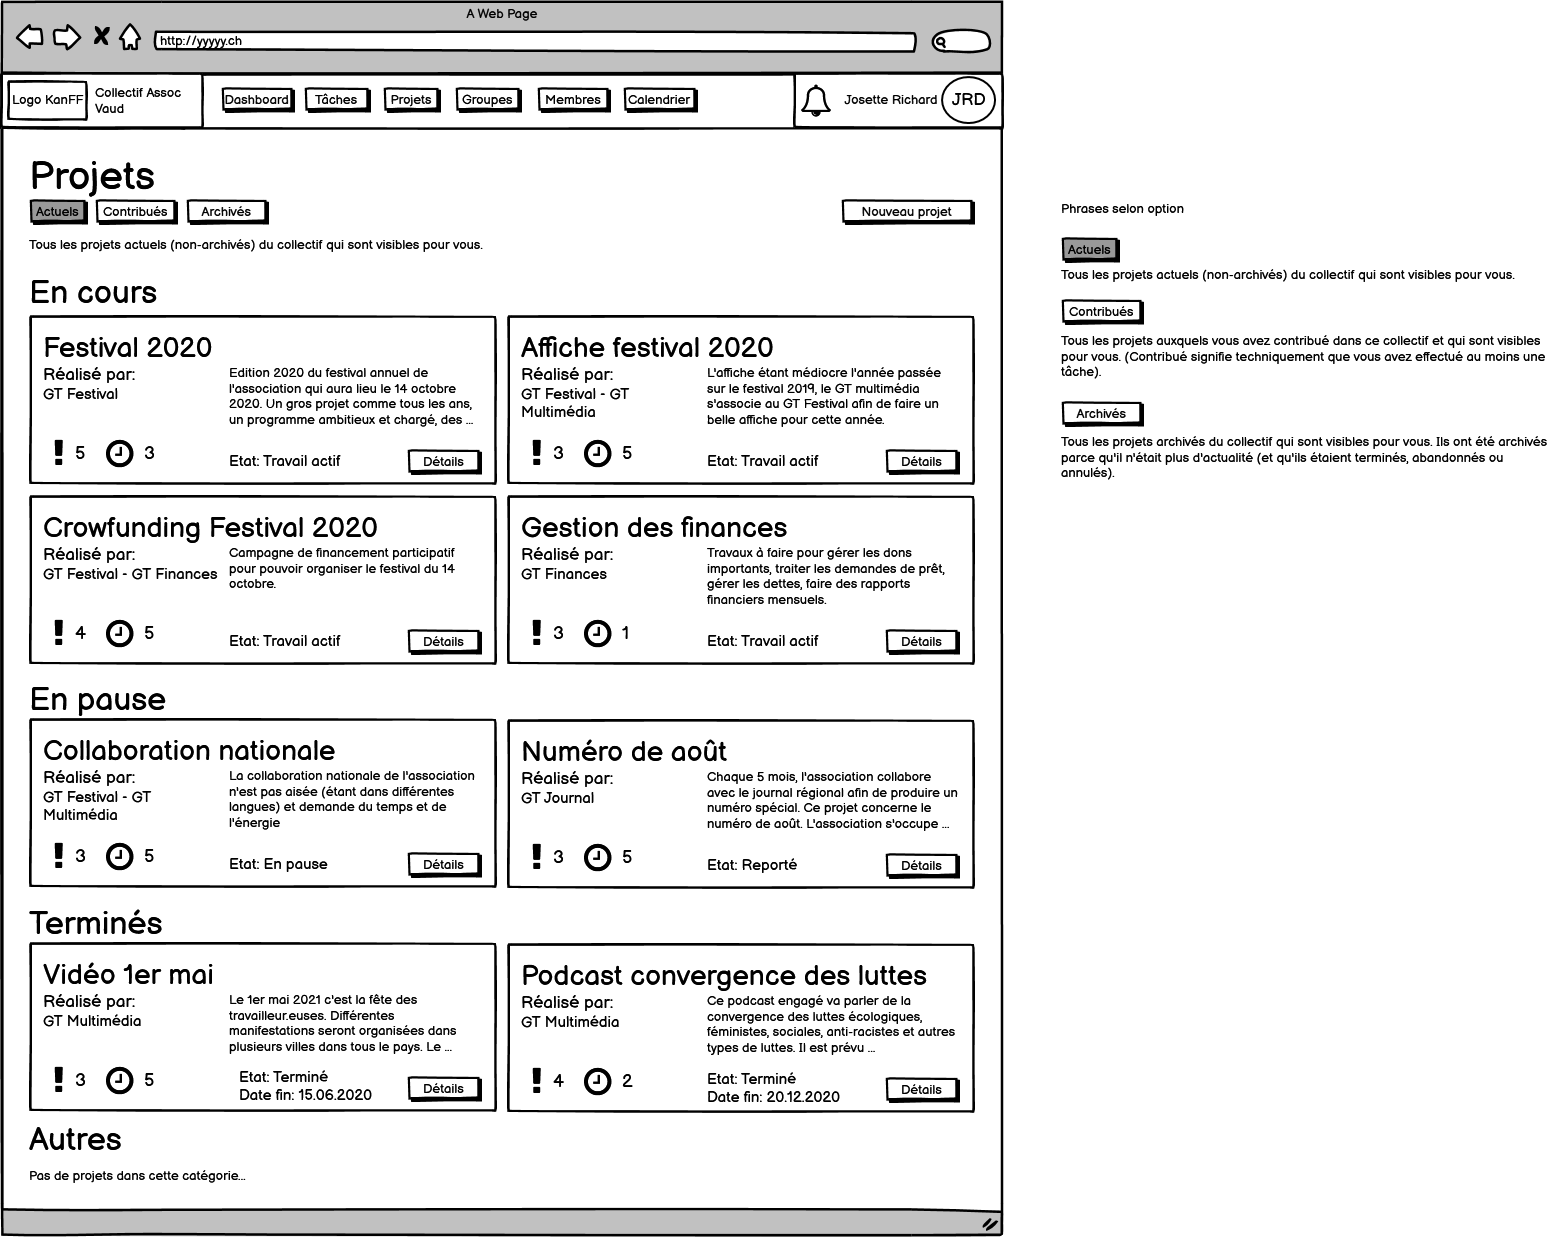 A Web Page
http://yyyyy.ch
Logo KanFF
Collectif Assoc
Vaud
Dashboard
Tâches
Projets
Groupes
Membres
Calendrier
Josette Richard
JRD
Projets
Actuels
Contribués
Archivés
Nouveau projet
Tous les projets actuels (non-archivés) du collectif qui sont visibles pour vous.
En cours
Festival 2020
Réalisé par:
GT Festival
Edition 2020 du festival annuel de
l'association qui aura lieu le 14 octobre
2020. Un gros projet comme tous les ans,
un programme ambitieux et chargé, des ...
5
3
Etat: Travail actif
Détails
Affiche festival 2020
Réalisé par:
GT Festival - GT
Multimédia
L'affiche étant médiocre l'année passée
sur le festival 2019, le GT multimédia
s'associe au GT Festival afin de faire un
belle affiche pour cette année.
3
5
Etat: Travail actif
Détails
Crowfunding Festival 2020
Réalisé par:
GT Festival - GT Finances
Campagne de financement participatif
pour pouvoir organiser le festival du 14
octobre.
4
5
Etat: Travail actif
Détails
Gestion des finances
Réalisé par:
GT Finances
Travaux à faire pour gérer les dons
importants, traiter les demandes de prêt,
gérer les dettes, faire des rapports
financiers mensuels.
3
1
Etat: Travail actif
Détails
En pause
Collaboration nationale
Réalisé par:
GT Festival - GT
Multimédia
La collaboration nationale de l'association
n'est pas aisée (étant dans différentes
langues) et demande du temps et de
l'énergie
3
5
Etat: En pause
Détails
Numéro de août
Réalisé par:
GT Journal
Chaque 5 mois, l'association collabore
avec le journal régional afin de produire un
numéro spécial. Ce projet concerne le
numéro de août. L'association s'occupe ...
3
5
Etat: Reporté
Détails
Terminés
Vidéo 1er mai
Réalisé par:
GT Multimédia
Le 1er mai 2021 c'est la fête des
travailleur.euses. Différentes
manifestations seront organisées dans
plusieurs villes dans tous le pays. Le ...
3
5
Etat: Terminé
Date fin: 15.06.2020
Détails
Podcast convergence des luttes
Réalisé par:
GT Multimédia
Ce podcast engagé va parler de la
convergence des luttes écologiques,
féministes, sociales, anti-racistes et autres
types de luttes. Il est prévu ...
4
2
Etat: Terminé
Date fin: 20.12.2020
Détails
Autres
Pas de projets dans cette catégorie...
Phrases selon option
Actuels
Tous les projets actuels (non-archivés) du collectif qui sont visibles pour vous.
Contribués
Tous les projets auxquels vous avez contribué dans ce collectif et qui sont visibles
pour vous. (Contribué signifie techniquement que vous avez effectué au moins une
tâche).
Archivés
Tous les projets archivés du collectif qui sont visibles pour vous. Ils ont été archivés
parce qu'il n'était plus d'actualité (et qu'ils étaient terminés, abandonnés ou
annulés).